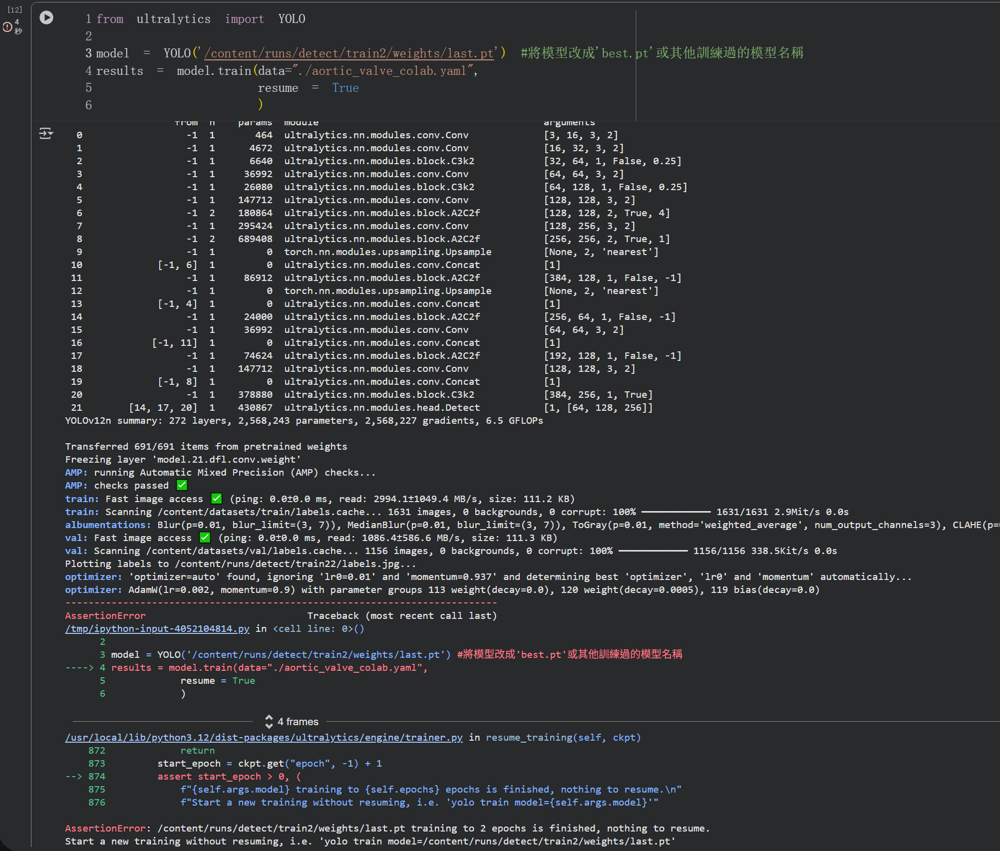 [12]
4
秒
1 from ultralytics import YOLO
2
3 model = YOLO('/content/runs/detect/train2/weights/last.pt') #將模型改成'best.pt'或其他訓練過的模型名稱
4 results = model.train(data="./aortic_valve_colab.yaml",
5 resume = True
6 )
from n params module arguments
0 -1 1 464 ultralytics.nn.modules.conv.Conv [3, 16, 3, 2]
1 -1 1 4672 ultralytics.nn.modules.conv.Conv [16, 32, 3, 2]
2 -1 1 6640 ultralytics.nn.modules.block.C3k2 [32, 64, 1, False, 0.25]
3 -1 1 36992 ultralytics.nn.modules.conv.Conv [64, 64, 3, 2]
4 -1 1 26080 ultralytics.nn.modules.block.C3k2 [64, 128, 1, False, 0.25]
5 -1 1 147712 ultralytics.nn.modules.conv.Conv [128, 128, 3, 2]
6 -1 2 180864 ultralytics.nn.modules.block.A2C2f [128, 128, 2, True, 4]
7 -1 1 295424 ultralytics.nn.modules.conv.Conv [128, 256, 3, 2]
8 -1 2 689408 ultralytics.nn.modules.block.A2C2f [256, 256, 2, True, 1]
9 -1 1 0 torch.nn.modules.upsampling.Upsample [None, 2, 'nearest']
10 [-1, 6] 1 0 ultralytics.nn.modules.conv.Concat [1]
11 -1 1 86912 ultralytics.nn.modules.block.A2C2f [384, 128, 1, False, -1]
12 -1 1 0 torch.nn.modules.upsampling.Upsample [None, 2, 'nearest']
13 [-1, 4] 1 0 ultralytics.nn.modules.conv.Concat [1]
14 -1 1 24000 ultralytics.nn.modules.block.A2C2f [256, 64, 1, False, -1]
15 -1 1 36992 ultralytics.nn.modules.conv.Conv [64, 64, 3, 2]
16 [-1, 11] 1 0 ultralytics.nn.modules.conv.Concat [1]
17 -1 1 74624 ultralytics.nn.modules.block.A2C2f [192, 128, 1, False, -1]
18 -1 1 147712 ultralytics.nn.modules.conv.Conv [128, 128, 3, 2]
19 [-1, 8] 1 0 ultralytics.nn.modules.conv.Concat [1]
20 -1 1 378880 ultralytics.nn.modules.block.C3k2 [384, 256, 1, True]
21 [14, 17, 20] 1 430867 ultralytics.nn.modules.head.Detect [1, [64, 128, 256]]
YOLOv12n summary: 272 layers, 2,568,243 parameters, 2,568,227 gradients, 6.5 GFLOPs
Transferred 691/691 items from pretrained weights
Freezing layer 'model.21.dfl.conv.weight'
AMP: running Automatic Mixed Precision (AMP) checks...
AMP: checks passed ✅
train: Fast image access ✅ (ping: 0.0±0.0 ms, read: 2994.1±1049.4 MB/s, size: 111.2 KB)
train: Scanning /content/datasets/train/labels.cache... 1631 images, 0 backgrounds, 0 corrupt: 100% ━━━━━━━━━━━━ 1631/1631 2.9Mit/s 0.0s
albumentations: Blur(p=0.01, blur_limit=(3, 7)), MedianBlur(p=0.01, blur_limit=(3, 7)), ToGray(p=0.01, method='weighted_average', num_output_channels=3), CLAHE(p=
val: Fast image access ✅ (ping: 0.0±0.0 ms, read: 1086.4±586.6 MB/s, size: 111.3 KB)
val: Scanning /content/datasets/val/labels.cache... 1156 images, 0 backgrounds, 0 corrupt: 100% ━━━━━━━━━━━━ 1156/1156 338.5Kit/s 0.0s
Plotting labels to /content/runs/detect/train22/labels.jpg...
optimizer: 'optimizer=auto' found, ignoring 'lr0=0.01' and 'momentum=0.937' and determining best 'optimizer', 'lr0' and 'momentum' automatically...
optimizer: AdamW(lr=0.002, momentum=0.9) with parameter groups 113 weight(decay=0.0), 120 weight(decay=0.0005), 119 bias(decay=0.0)
---------------------------------------------------------------------------
AssertionError Traceback (most recent call last)
/tmp/ipython-input-4052104814.py in <cell line: 0>()
2
3 model = YOLO('/content/runs/detect/train2/weights/last.pt') #將模型改成'best.pt'或其他訓練過的模型名稱
----> 4 results = model.train(data="./aortic_valve_colab.yaml",
5 resume = True
6 )
4 frames
/usr/local/lib/python3.12/dist-packages/ultralytics/engine/trainer.py in resume_training(self, ckpt)
872 return
873 start_epoch = ckpt.get("epoch", -1) + 1
--> 874 assert start_epoch > 0, (
875 f"{self.args.model} training to {self.epochs} epochs is finished, nothing to resume.\n"
876 f"Start a new training without resuming, i.e. 'yolo train model={self.args.model}'"
AssertionError: /content/runs/detect/train2/weights/last.pt training to 2 epochs is finished, nothing to resume.
Start a new training without resuming, i.e. 'yolo train model=/content/runs/detect/train2/weights/last.pt'